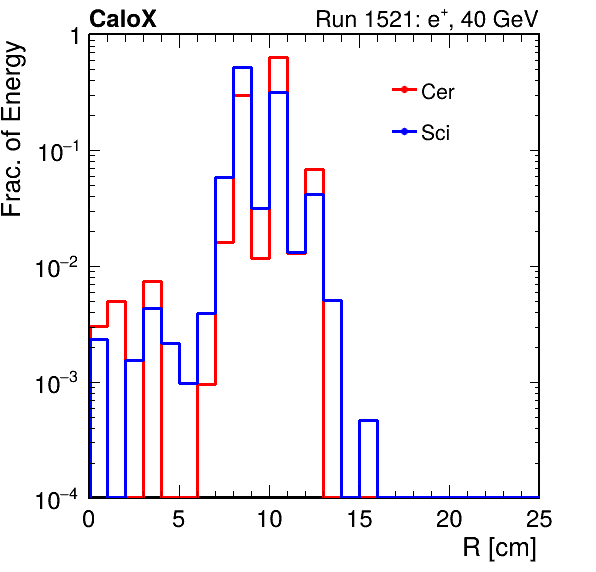 CaloX Run 1521: e⁺, 40 GeV
Frac. of Energy
Cer
Sci
1
10⁻¹
10⁻²
10⁻³
10⁻⁴
0 5 10 15 20 25
R [cm]